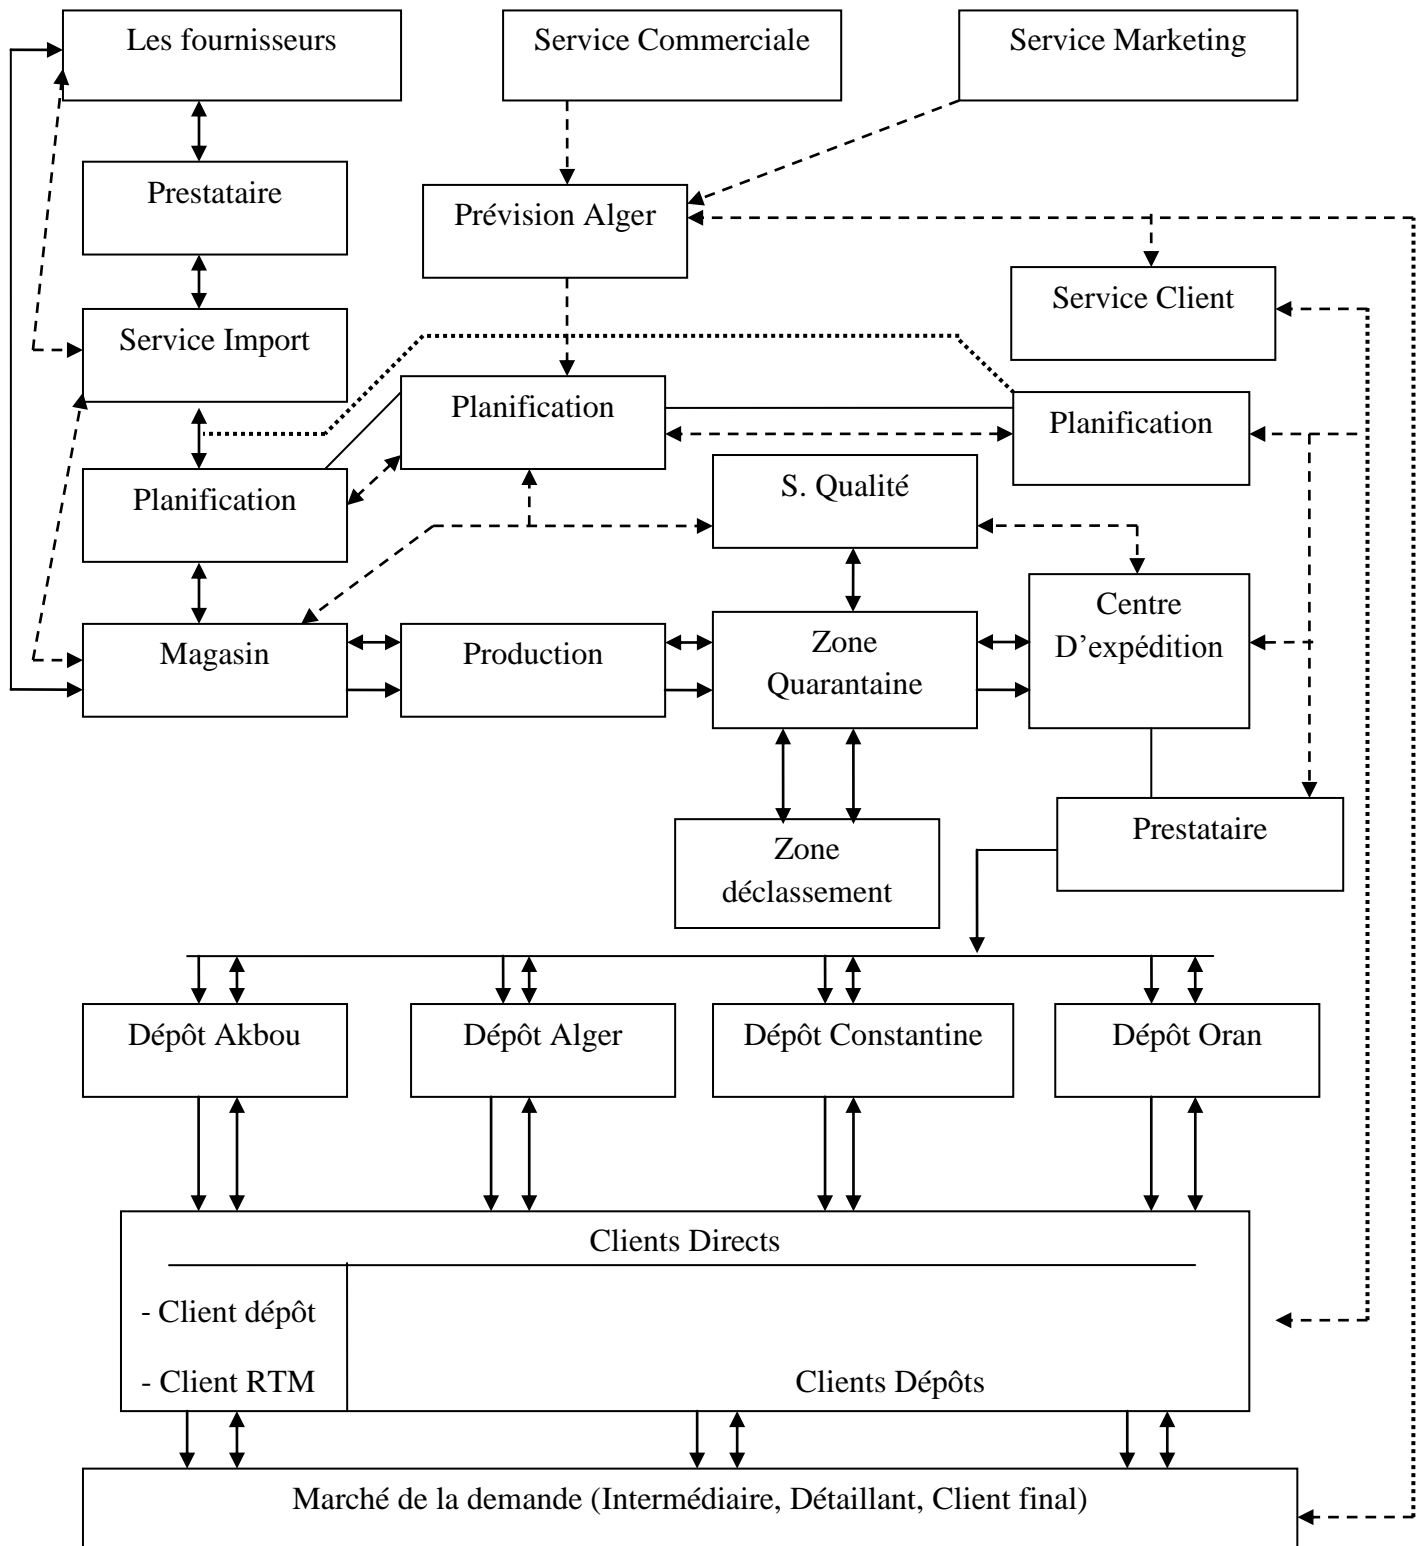 Les fournisseurs
Service Commerciale
Service Marketing
Prestataire
Prévision Alger
Service Client
Service Import
Planification
Planification
Planification
S. Qualité
Magasin
Production
Zone
Quarantaine
Centre
D'expédition
Prestataire
Zone
déclassement
Dépôt Akbou
Dépôt Alger
Dépôt Constantine
Dépôt Oran
Clients Directs
- Client dépôt
- Client RTM
Clients Dépôts
Marché de la demande (Intermédiaire, Détaillant, Client final)